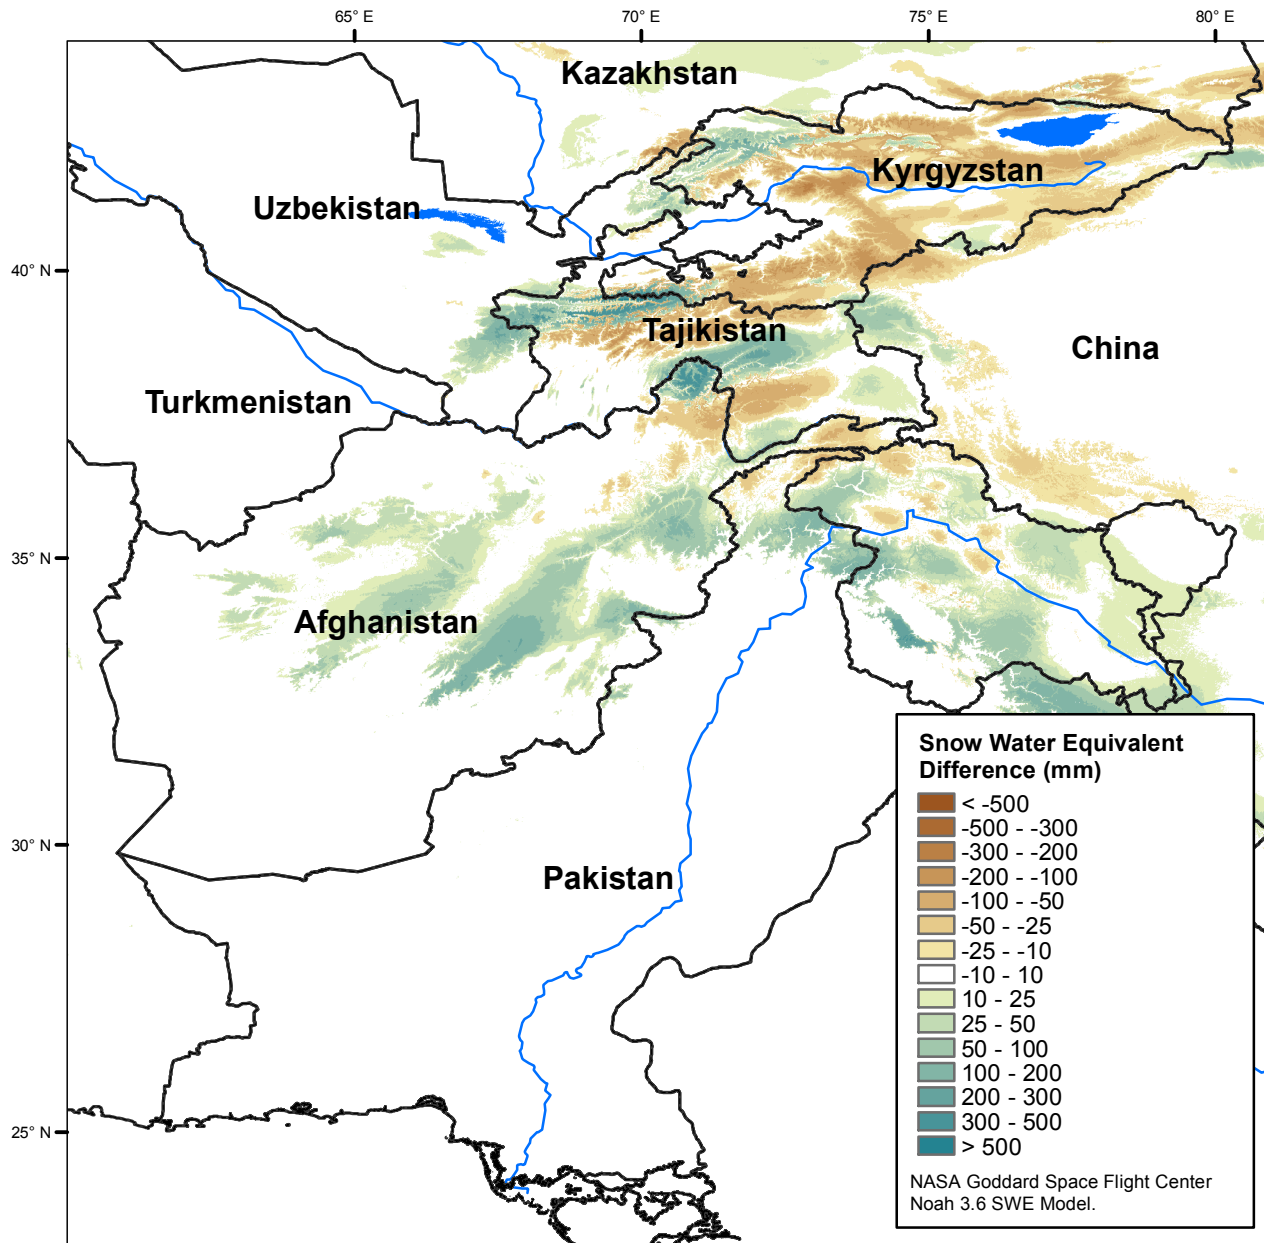 65° E
70° E
75° E
80° E
Kazakhstan
Kyrgyzstan
Uzbekistan
40° N
Tajikistan
China
Turkmenistan
35° N
Afghanistan
Snow Water Equivalent
Difference (mm)
< -500
-500 - -300
-300 - -200
-200 - -100
-100 - -50
-50 - -25
-25 - -10
-10 - 10
10 - 25
25 - 50
50 - 100
100 - 200
200 - 300
300 - 500
> 500
30° N
Pakistan
25° N
NASA Goddard Space Flight Center
Noah 3.6 SWE Model.